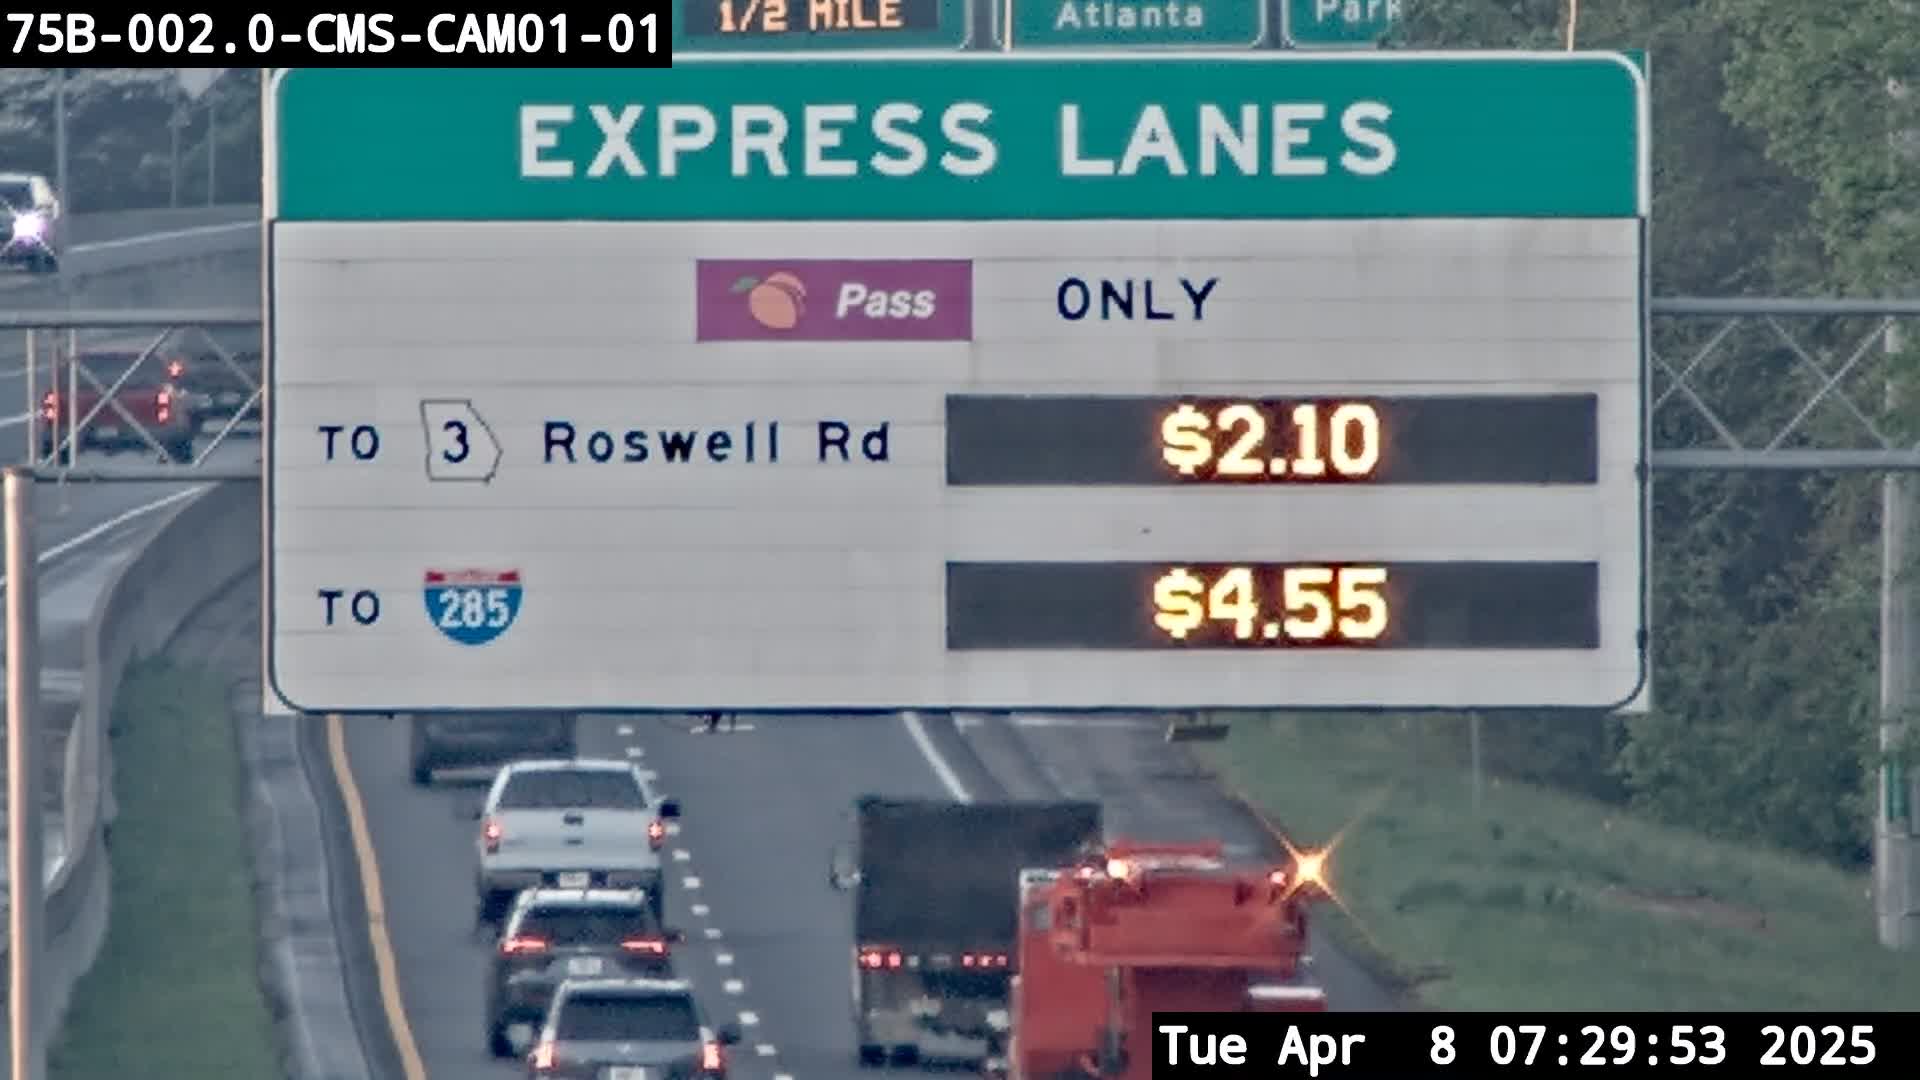 75B-002.0-CMS-CAM01-01
1/2 MILE
Atlanta
Park
EXPRESS LANES
Pass ONLY
TO 3 Roswell Rd $2.10
TO 285 $4.55
Tue Apr 8 07:29:53 2025